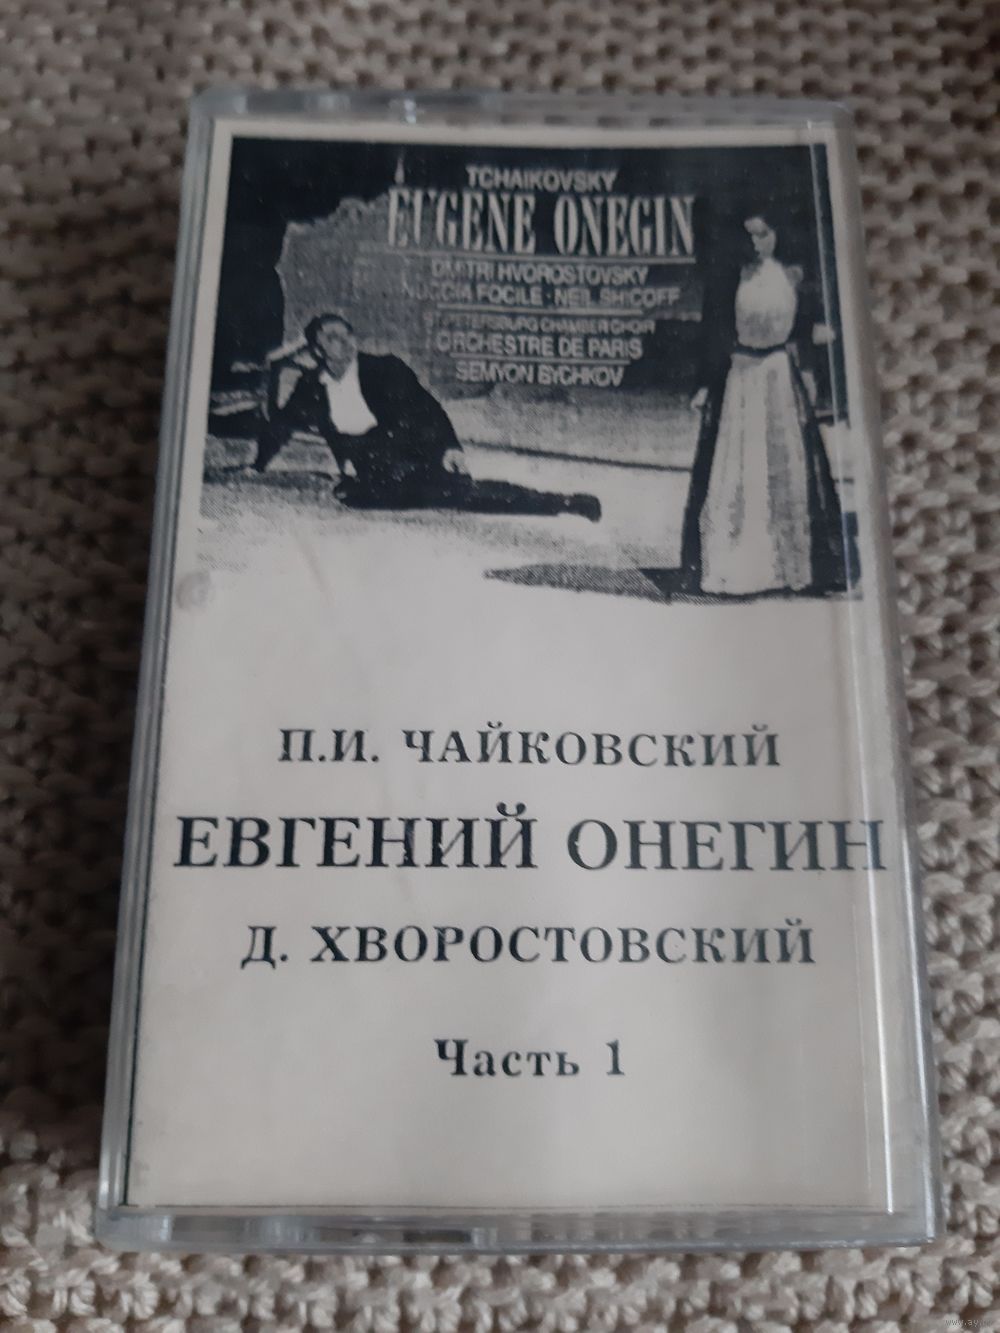 TCHAIKOVSKY
EUGENE ONEGIN
DMITRI HVOROSTOVSKY
NUCCIA FOCILE · NEIL SHICOFF
ST. PETERSBURG CHAMBER CHOIR
ORCHESTRE DE PARIS
SEMYON BYCHKOV
П.И. ЧАЙКОВСКИЙ
ЕВГЕНИЙ ОНЕГИН
Д. ХВОРОСТОВСКИЙ
Часть 1